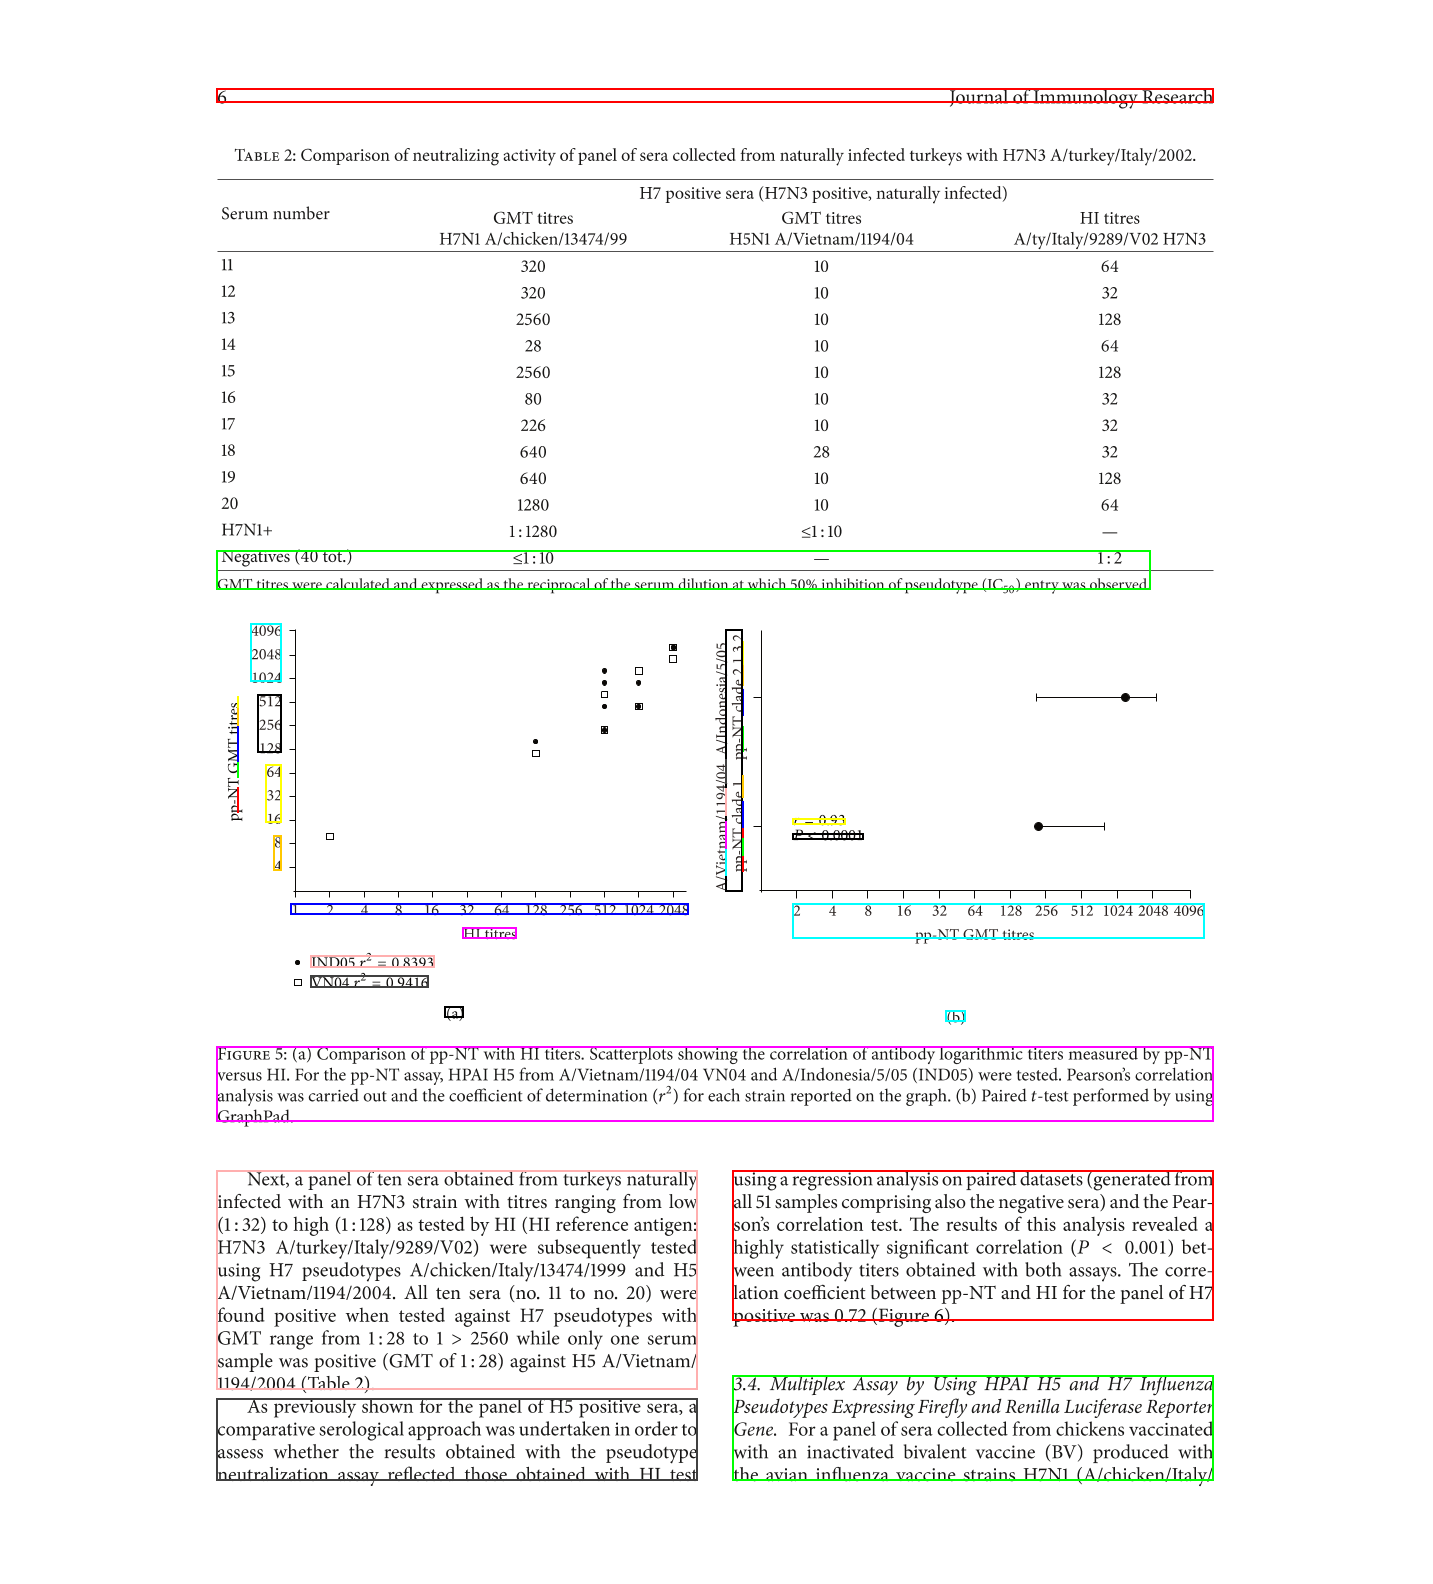 6 Journal of Immunology Research
TABLE 2: Comparison of neutralizing activity of panel of sera collected from naturally infected turkeys with H7N3 A/turkey/Italy/2002.
H7 positive sera (H7N3 positive, naturally infected)
Serum number GMT titres GMT titres HI titres
H7N1 A/chicken/13474/99 H5N1 A/Vietnam/1194/04 A/ty/Italy/9289/V02 H7N3
11 320 10 64
12 320 10 32
13 2560 10 128
14 28 10 64
15 2560 10 128
16 80 10 32
17 226 10 32
18 640 28 32
19 640 10 128
20 1280 10 64
H7N1+ 1:1280 ≤1:10 —
Negatives (40 tot.) ≤1:10 — 1:2
GMT titres were calculated and expressed as the reciprocal of the serum dilution at which 50% inhibition of pseudotype (IC50) entry was observed.
4096
2048
1024
512
256
128
64
32
16
8
4
pp-NT GMT titres
1 2 4 8 16 32 64 128 256 512 1024 2048
HI titres
IND05 r² = 0.8393
VN04 r² = 0.9416
(a)
A/Indonesia/5/05
pp-NT clade 2.1.3.2
A/Vietnam/1194/04
pp-NT clade 1
r = 0.93
P < 0.0001
2 4 8 16 32 64 128 256 512 1024 2048 4096
pp-NT GMT titres
(b)
FIGURE 5: (a) Comparison of pp-NT with HI titers. Scatterplots showing the correlation of antibody logarithmic titers measured by pp-NT
versus HI. For the pp-NT assay, HPAI H5 from A/Vietnam/1194/04 VN04 and A/Indonesia/5/05 (IND05) were tested. Pearson's correlation
analysis was carried out and the coefficient of determination (r²) for each strain reported on the graph. (b) Paired t-test performed by using
GraphPad.
Next, a panel of ten sera obtained from turkeys naturally
infected with an H7N3 strain with titres ranging from low
(1:32) to high (1:128) as tested by HI (HI reference antigen:
H7N3 A/turkey/Italy/9289/V02) were subsequently tested
using H7 pseudotypes A/chicken/Italy/13474/1999 and H5
A/Vietnam/1194/2004. All ten sera (no. 11 to no. 20) were
found positive when tested against H7 pseudotypes with
GMT range from 1:28 to 1 > 2560 while only one serum
sample was positive (GMT of 1:28) against H5 A/Vietnam/
1194/2004 (Table 2).
As previously shown for the panel of H5 positive sera, a
comparative serological approach was undertaken in order to
assess whether the results obtained with the pseudotype
neutralization assay reflected those obtained with HI test
using a regression analysis on paired datasets (generated from
all 51 samples comprising also the negative sera) and the Pear-
son's correlation test. The results of this analysis revealed a
highly statistically significant correlation (P < 0.001) bet-
ween antibody titers obtained with both assays. The corre-
lation coefficient between pp-NT and HI for the panel of H7
positive was 0.72 (Figure 6).
3.4. Multiplex Assay by Using HPAI H5 and H7 Influenza
Pseudotypes Expressing Firefly and Renilla Luciferase Reporter
Gene. For a panel of sera collected from chickens vaccinated
with an inactivated bivalent vaccine (BV) produced with
the avian influenza vaccine strains H7N1 (A/chicken/Italy/